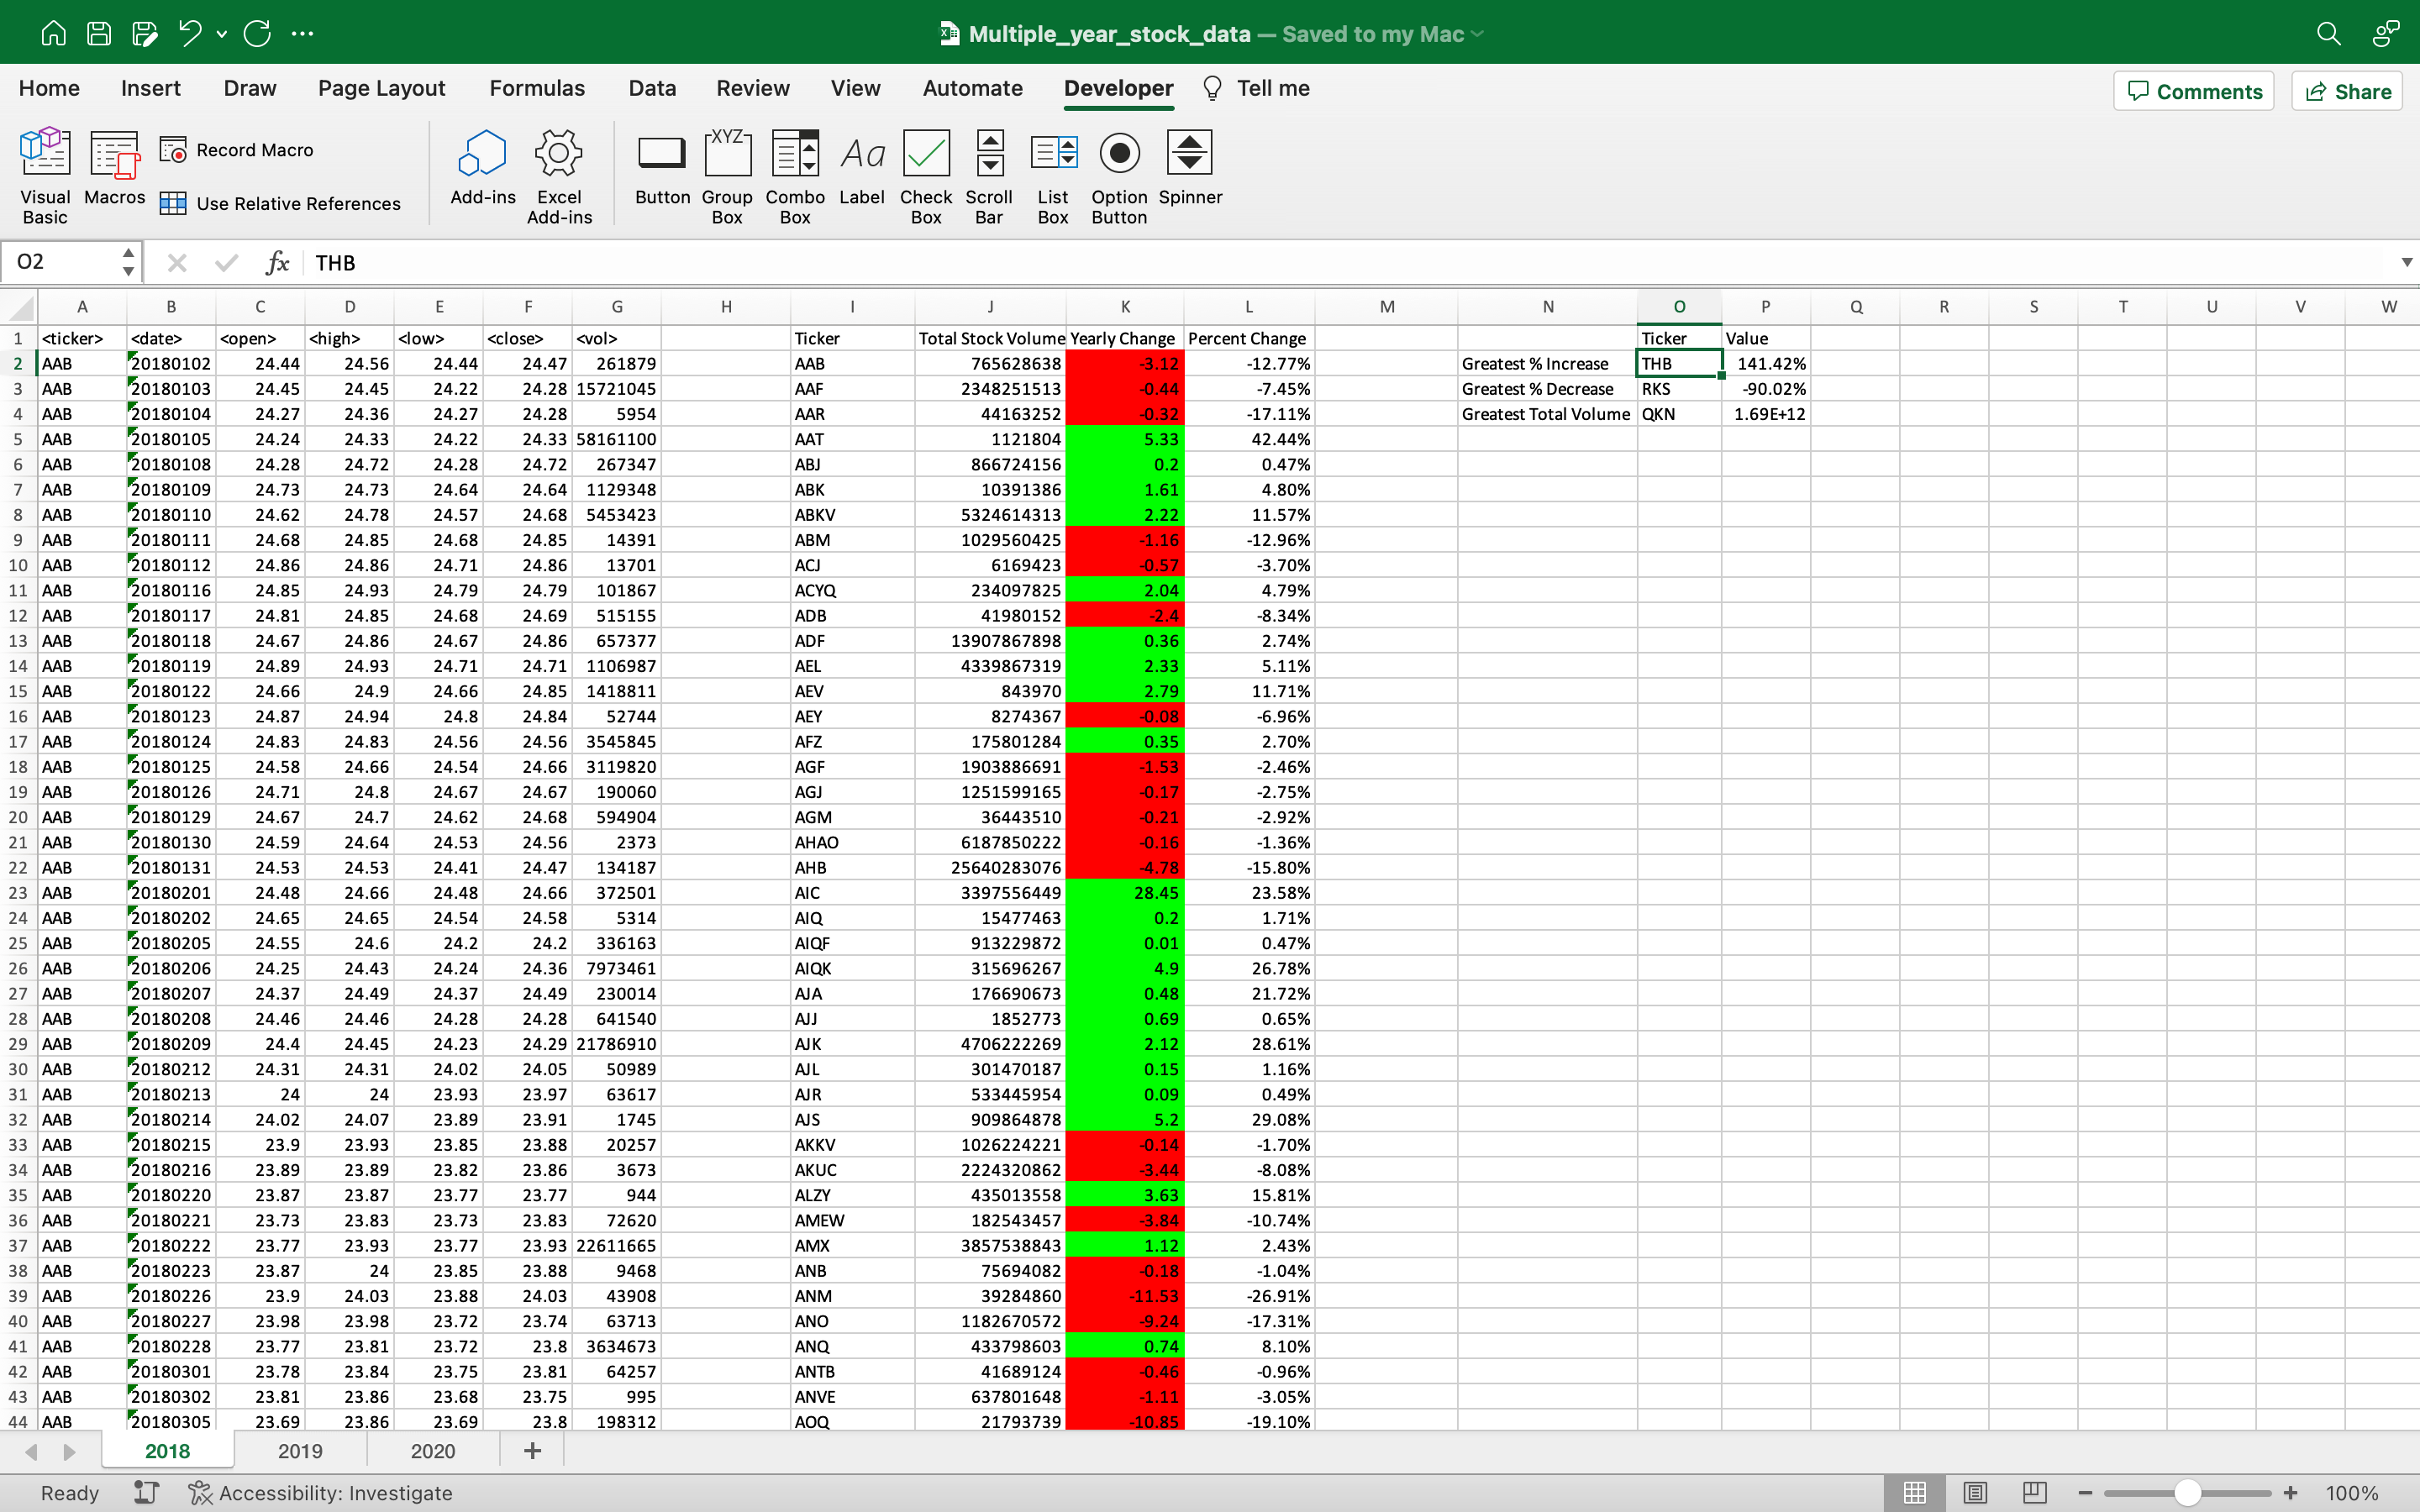 Multiple_year_stock_data — Saved to my Mac
Home Insert Draw Page Layout Formulas Data Review View Automate Developer Tell me Comments Share
Visual Basic Macros Record Macro Use Relative References Add-ins Excel Add-ins Button Group Box Combo Box Label Check Box Scroll Bar List Box Option Button Spinner
XYZ Aa
O2 fx THB
A B C D E F G H I J K L M N O P Q R S T U V W
1 <ticker> <date> <open> <high> <low> <close> <vol> Ticker Total Stock Volume Yearly Change Percent Change Ticker Value
2 AAB 20180102 24.44 24.56 24.44 24.47 261879 AAB 765628638 -3.12 -12.77% Greatest % Increase THB 141.42%
3 AAB 20180103 24.45 24.45 24.22 24.28 15721045 AAF 2348251513 -0.44 -7.45% Greatest % Decrease RKS -90.02%
4 AAB 20180104 24.27 24.36 24.27 24.28 5954 AAR 44163252 -0.32 -17.11% Greatest Total Volume QKN 1.69E+12
5 AAB 20180105 24.24 24.33 24.22 24.33 58161100 AAT 1121804 5.33 42.44%
6 AAB 20180108 24.28 24.72 24.28 24.72 267347 ABJ 866724156 0.2 0.47%
7 AAB 20180109 24.73 24.73 24.64 24.64 1129348 ABK 10391386 1.61 4.80%
8 AAB 20180110 24.62 24.78 24.57 24.68 5453423 ABKV 5324614313 2.22 11.57%
9 AAB 20180111 24.68 24.85 24.68 24.85 14391 ABM 1029560425 -1.16 -12.96%
10 AAB 20180112 24.86 24.86 24.71 24.86 13701 ACJ 6169423 -0.57 -3.70%
11 AAB 20180116 24.85 24.93 24.79 24.79 101867 ACYQ 234097825 2.04 4.79%
12 AAB 20180117 24.81 24.85 24.68 24.69 515155 ADB 41980152 -2.4 -8.34%
13 AAB 20180118 24.67 24.86 24.67 24.86 657377 ADF 13907867898 0.36 2.74%
14 AAB 20180119 24.89 24.93 24.71 24.71 1106987 AEL 4339867319 2.33 5.11%
15 AAB 20180122 24.66 24.9 24.66 24.85 1418811 AEV 843970 2.79 11.71%
16 AAB 20180123 24.87 24.94 24.8 24.84 52744 AEY 8274367 -0.08 -6.96%
17 AAB 20180124 24.83 24.83 24.56 24.56 3545845 AFZ 175801284 0.35 2.70%
18 AAB 20180125 24.58 24.66 24.54 24.66 3119820 AGF 1903886691 -1.53 -2.46%
19 AAB 20180126 24.71 24.8 24.67 24.67 190060 AGJ 1251599165 -0.17 -2.75%
20 AAB 20180129 24.67 24.7 24.62 24.68 594904 AGM 36443510 -0.21 -2.92%
21 AAB 20180130 24.59 24.64 24.53 24.56 2373 AHAO 6187850222 -0.16 -1.36%
22 AAB 20180131 24.53 24.53 24.41 24.47 134187 AHB 25640283076 -4.78 -15.80%
23 AAB 20180201 24.48 24.66 24.48 24.66 372501 AIC 3397556449 28.45 23.58%
24 AAB 20180202 24.65 24.65 24.54 24.58 5314 AIQ 15477463 0.2 1.71%
25 AAB 20180205 24.55 24.6 24.2 24.2 336163 AIQF 913229872 0.01 0.47%
26 AAB 20180206 24.25 24.43 24.24 24.36 7973461 AIQK 315696267 4.9 26.78%
27 AAB 20180207 24.37 24.49 24.37 24.49 230014 AJA 176690673 0.48 21.72%
28 AAB 20180208 24.46 24.46 24.28 24.28 641540 AJJ 1852773 0.69 0.65%
29 AAB 20180209 24.4 24.45 24.23 24.29 21786910 AJK 4706222269 2.12 28.61%
30 AAB 20180212 24.31 24.31 24.02 24.05 50989 AJL 301470187 0.15 1.16%
31 AAB 20180213 24 24 23.93 23.97 63617 AJR 533445954 0.09 0.49%
32 AAB 20180214 24.02 24.07 23.89 23.91 1745 AJS 909864878 5.2 29.08%
33 AAB 20180215 23.9 23.93 23.85 23.88 20257 AKKV 1026224221 -0.14 -1.70%
34 AAB 20180216 23.89 23.89 23.82 23.86 3673 AKUC 2224320862 -3.44 -8.08%
35 AAB 20180220 23.87 23.87 23.77 23.77 944 ALZY 435013558 3.63 15.81%
36 AAB 20180221 23.73 23.83 23.73 23.83 72620 AMEW 182543457 -3.84 -10.74%
37 AAB 20180222 23.77 23.93 23.77 23.93 22611665 AMX 3857538843 1.12 2.43%
38 AAB 20180223 23.87 24 23.85 23.88 9468 ANB 75694082 -0.18 -1.04%
39 AAB 20180226 23.9 24.03 23.88 24.03 43908 ANM 39284860 -11.53 -26.91%
40 AAB 20180227 23.98 23.98 23.72 23.74 63713 ANO 1182670572 -9.24 -17.31%
41 AAB 20180228 23.77 23.81 23.72 23.8 3634673 ANQ 433798603 0.74 8.10%
42 AAB 20180301 23.78 23.84 23.75 23.81 64257 ANTB 41689124 -0.46 -0.96%
43 AAB 20180302 23.81 23.86 23.68 23.75 995 ANVE 637801648 -1.11 -3.05%
44 AAB 20180305 23.69 23.86 23.69 23.8 198312 AOQ 21793739 -10.85 -19.10%
2018 2019 2020 +
Ready Accessibility: Investigate 100%